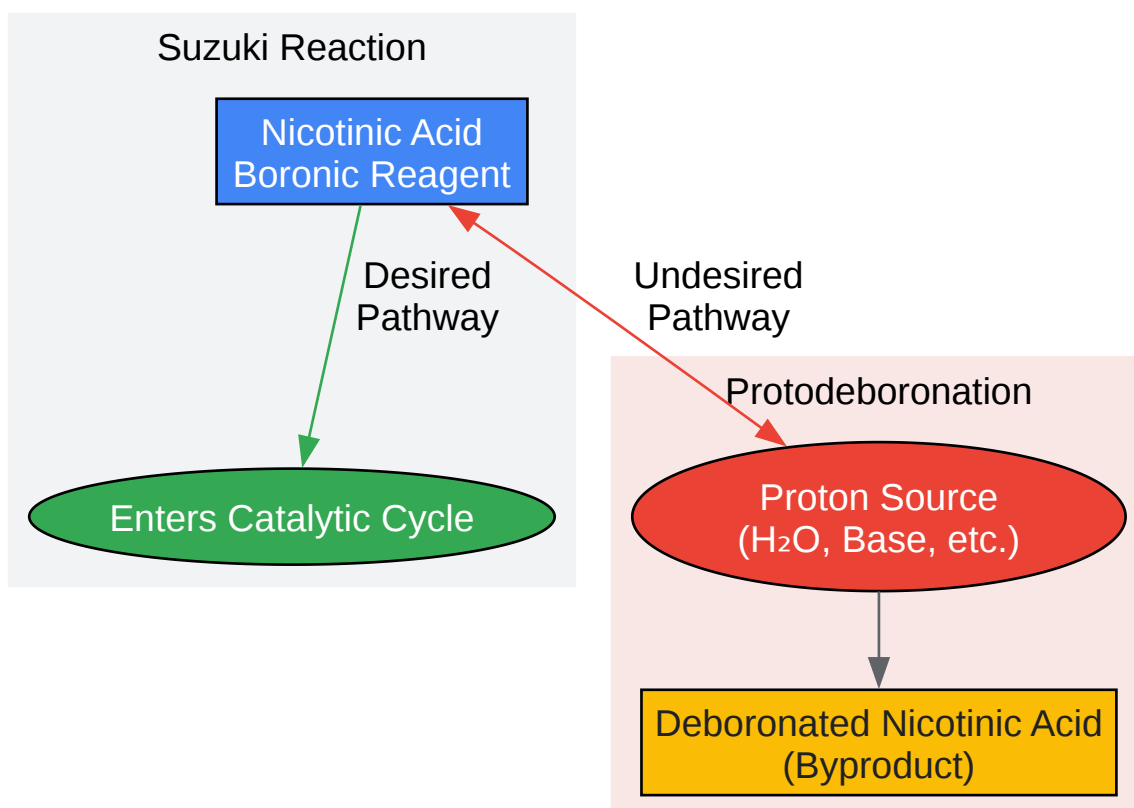 Suzuki Reaction
Nicotinic Acid
Boronic Reagent
Desired
Pathway
Undesired
Pathway
Enters Catalytic Cycle
Protodeboronation
Proton Source
(H₂O, Base, etc.)
Deboronated Nicotinic Acid
(Byproduct)